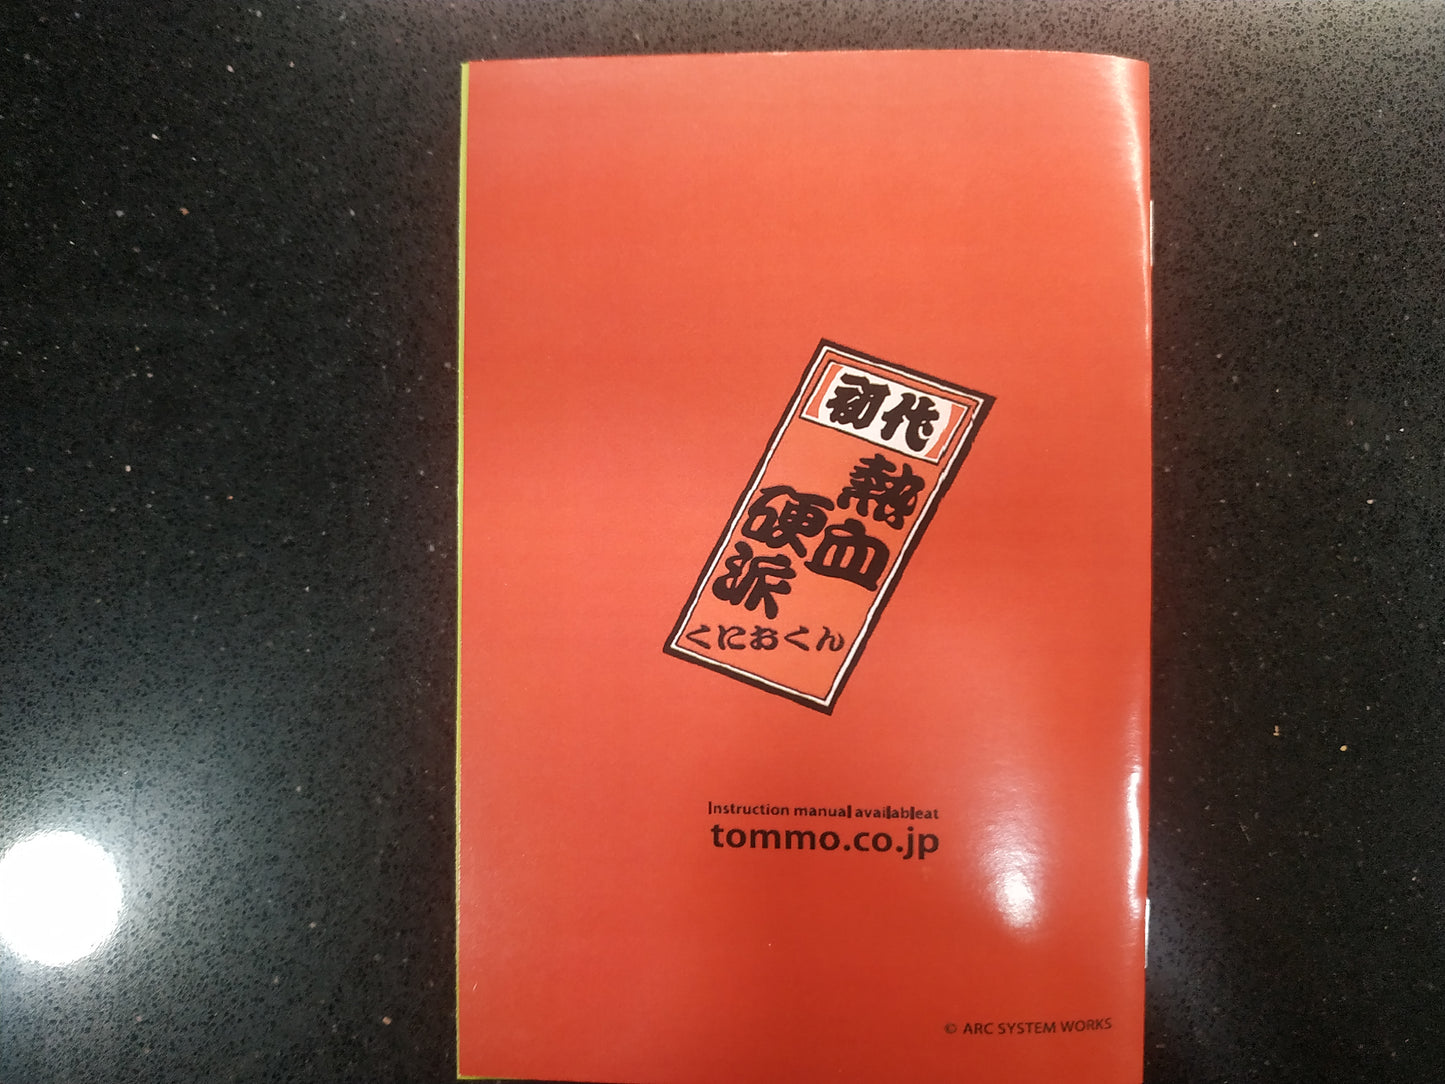 初代
熱血
硬派
くにおくん
Instruction manual availableat
tommo.co.jp
© ARC SYSTEM WORKS